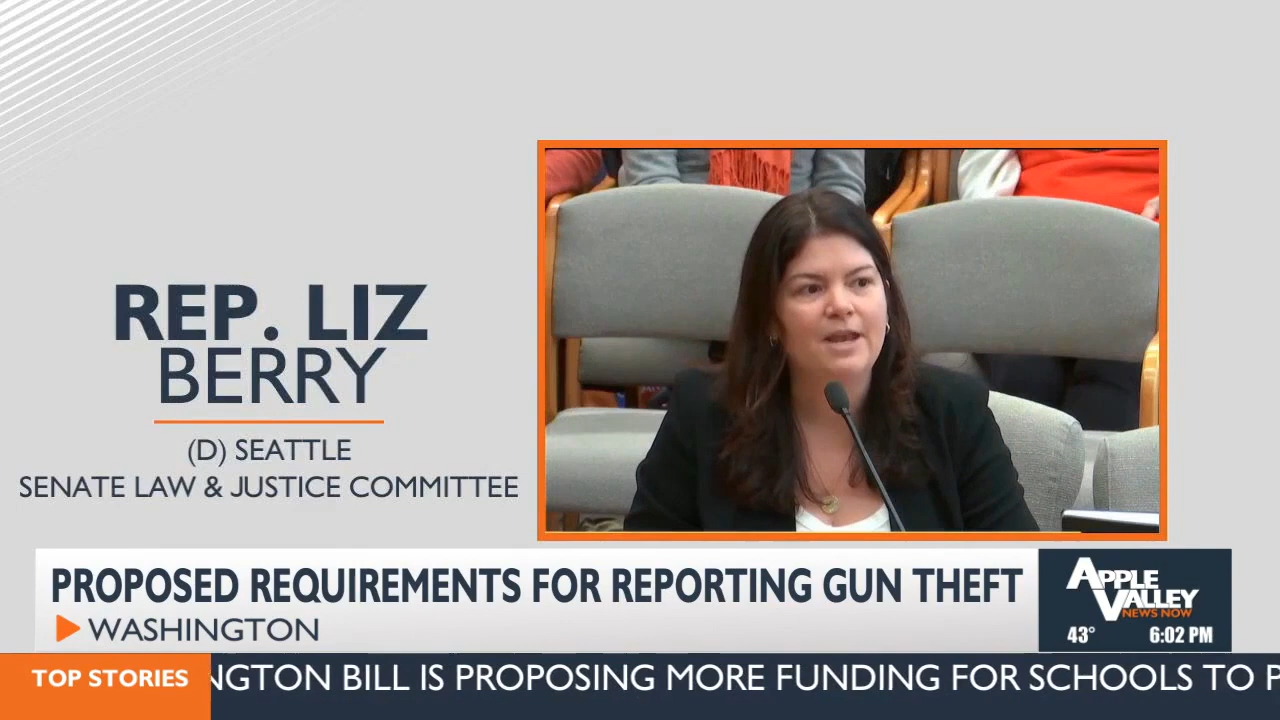 REP. LIZ
BERRY
(D) SEATTLE
SENATE LAW & JUSTICE COMMITTEE
PROPOSED REQUIREMENTS FOR REPORTING GUN THEFT
WASHINGTON
APPLE
VALLEY
NEWS NOW
43° 6:02 PM
TOP STORIES
NGTON BILL IS PROPOSING MORE FUNDING FOR SCHOOLS TO P